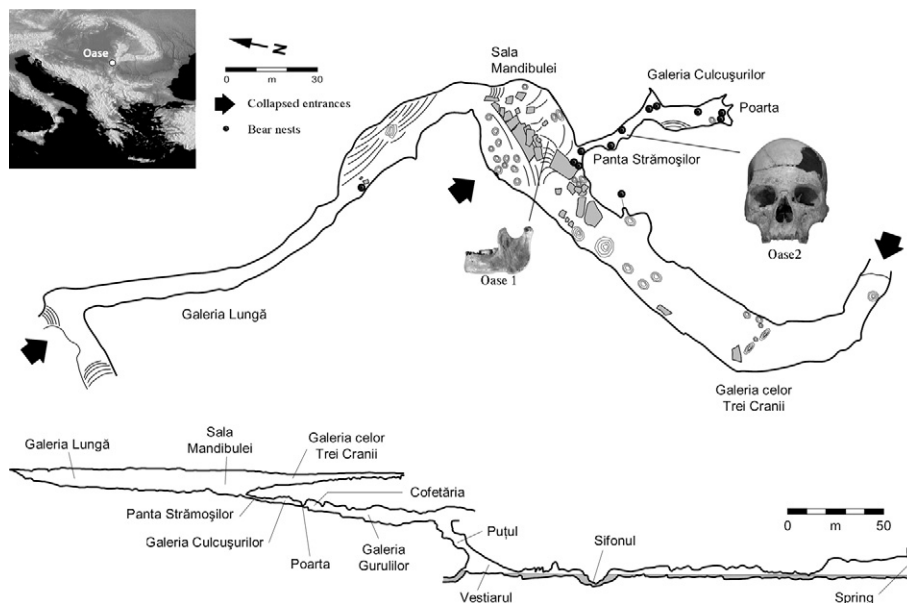 Oase
N
0
30
m
Collapsed entrances
Bear nests
Sala
Mandibulei
Galeria Culcuşurilor
Poarta
Panta Strămoşilor
Oase 1
Oase2
Galeria Lungă
Galeria celor
Trei Cranii
Galeria Lungă
Sala
Mandibulei
Galeria celor
Trei Cranii
Cofetăria
Panta Strămoşilor
Galeria Culcuşurilor
Poarta
Galeria
Gurulilor
Puţul
Vestiarul
Sifonul
0 m 50
Spring